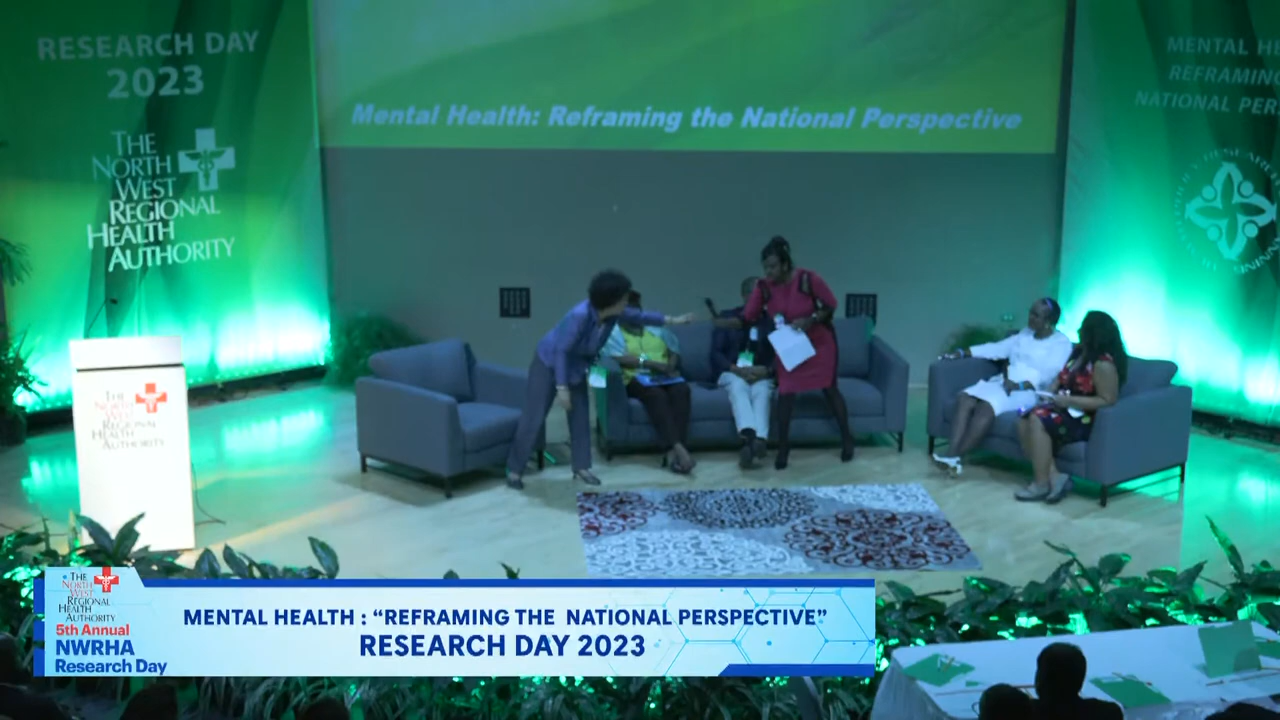 RESEARCH DAY
2023
THE
NORTH
WEST
REGIONAL
HEALTH
AUTHORITY
Mental Health: Reframing the National Perspective
MENTAL HE
REFRAMING
NATIONAL PER
THE
NORTH
WEST
REGIONAL
HEALTH
AUTHORITY
THE
NORTH
WEST
REGIONAL
HEALTH
AUTHORITY
5th Annual
NWRHA
Research Day
MENTAL HEALTH : “REFRAMING THE NATIONAL PERSPECTIVE”
RESEARCH DAY 2023